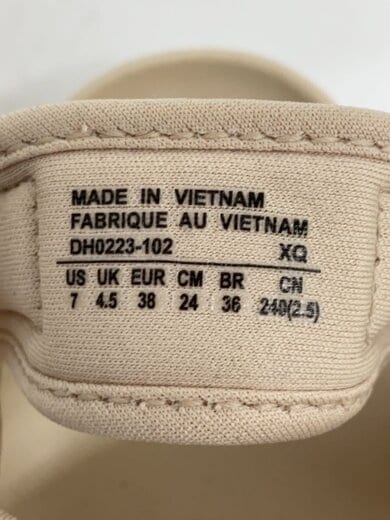 MADE IN VIETNAM
FABRIQUE AU VIETNAM
DH0223-102 XQ
US UK EUR CM BR CN
7 4.5 38 24 36 240(2.5)